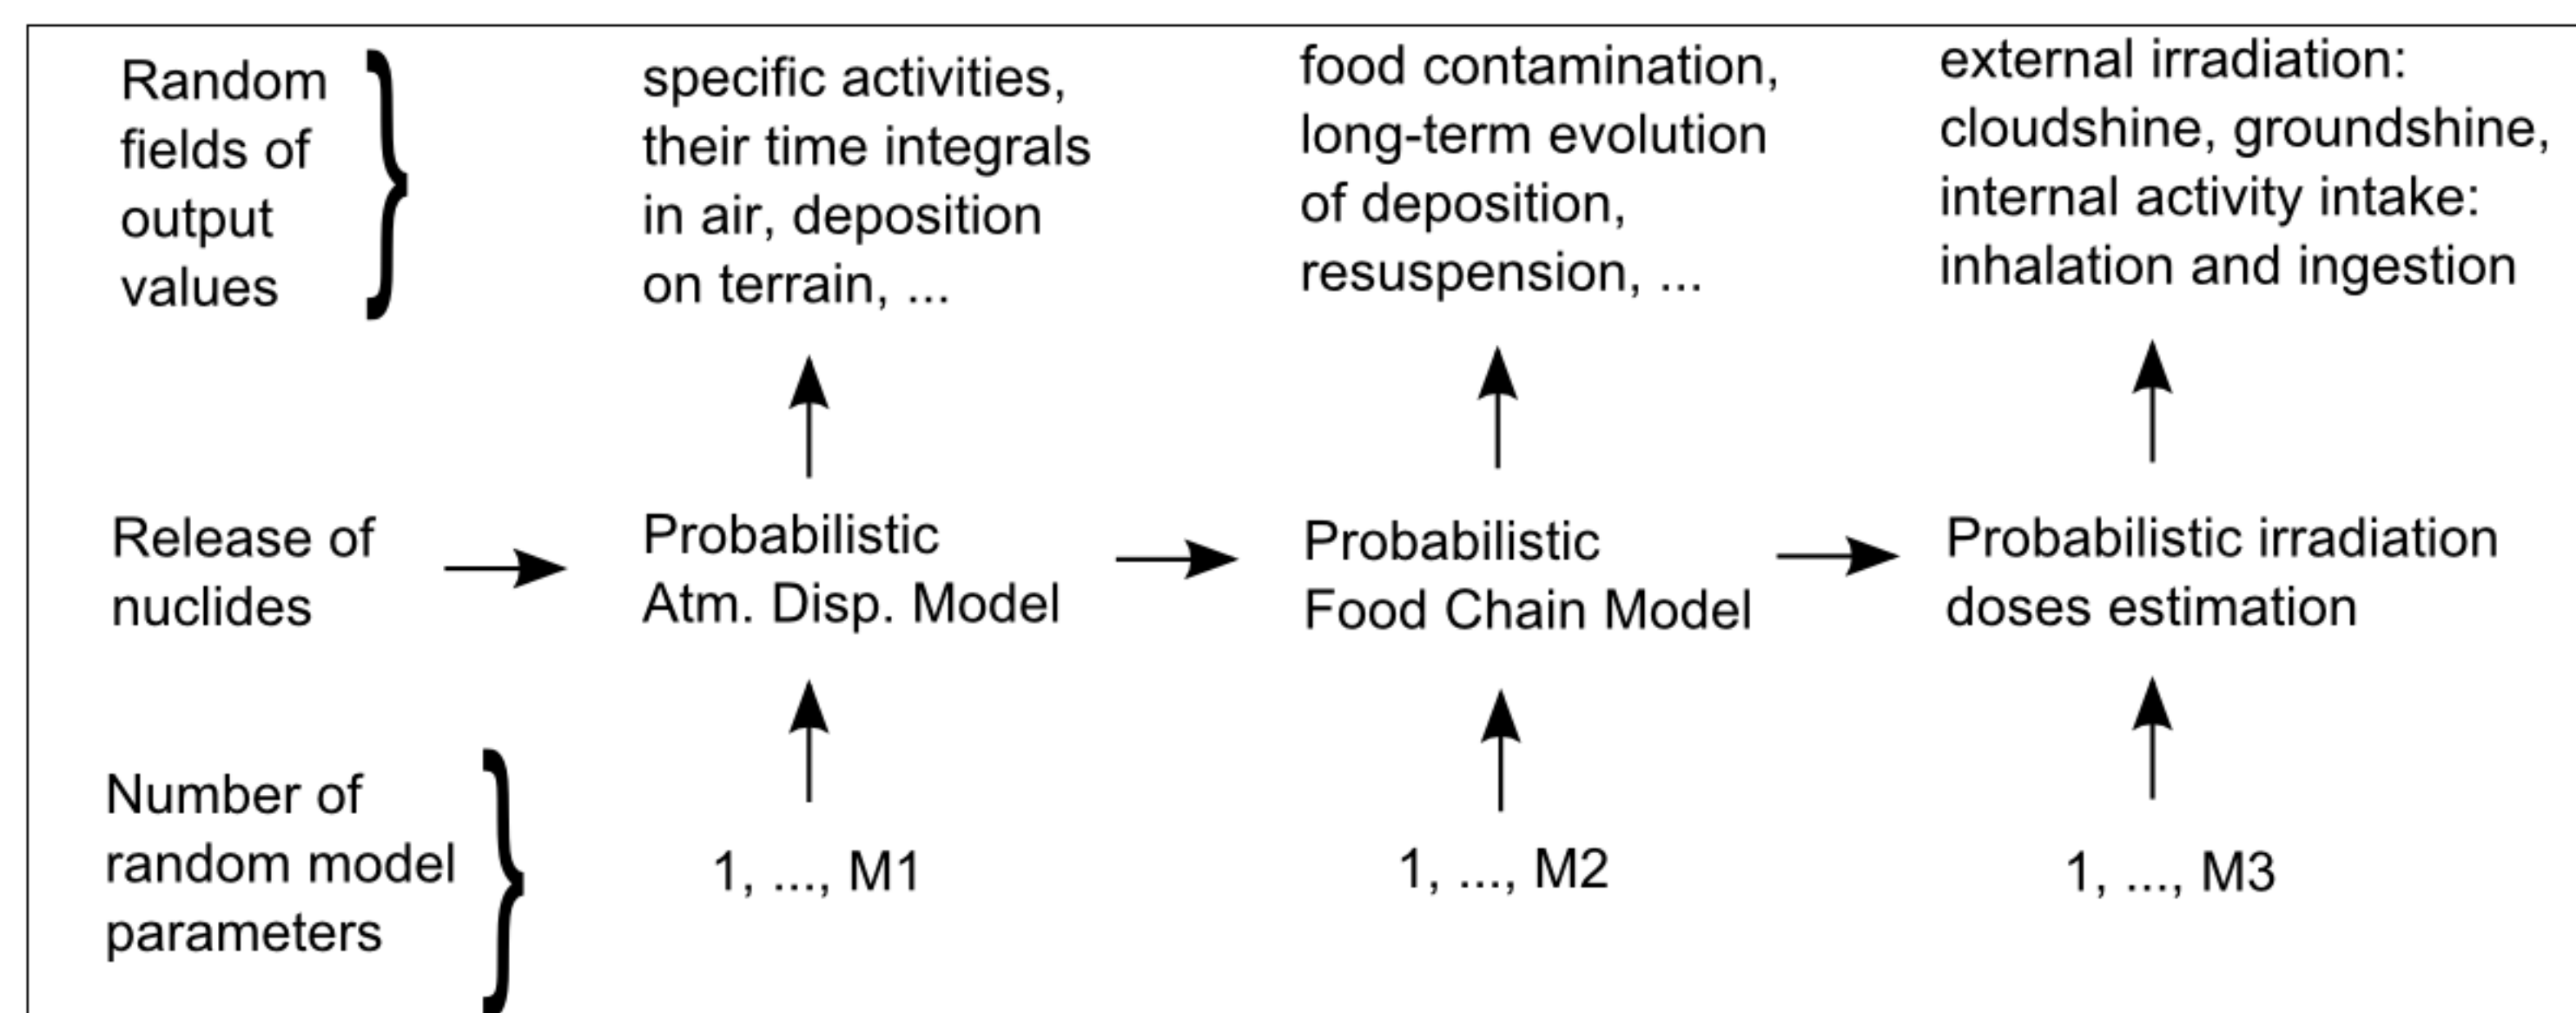 Random
fields of
output
values
specific activities,
their time integrals
in air, deposition
on terrain, ...
food contamination,
long-term evolution
of deposition,
resuspension, ...
external irradiation:
cloudshine, groundshine,
internal activity intake:
inhalation and ingestion
Release of
nuclides
Probabilistic
Atm. Disp. Model
Probabilistic
Food Chain Model
Probabilistic irradiation
doses estimation
Number of
random model
parameters
1, ..., M1
1, ..., M2
1, ..., M3